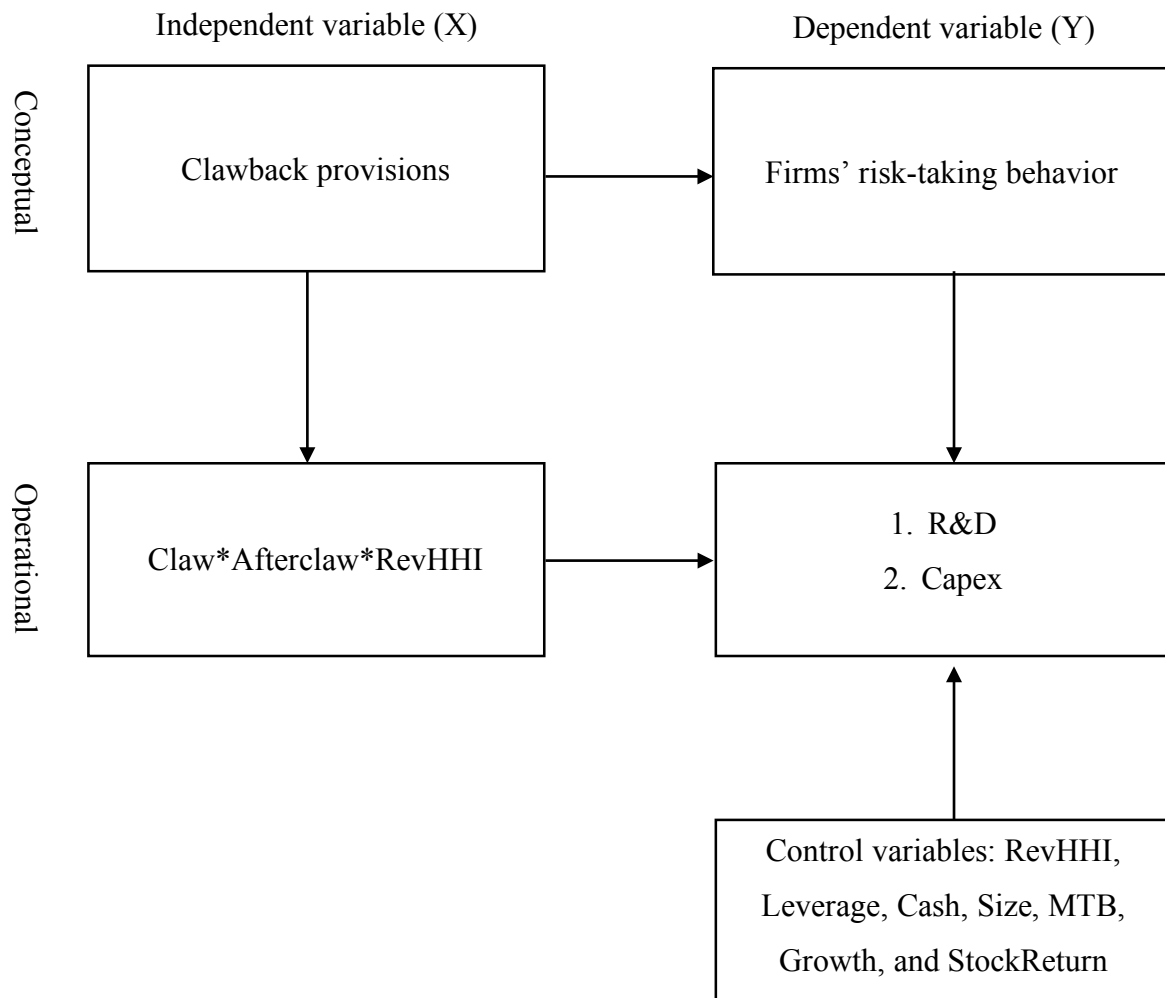 Independent variable (X)
Dependent variable (Y)
Conceptual
Clawback provisions
Firms’ risk-taking behavior
Operational
Claw*Afterclaw*RevHHI
1. R&D
2. Capex
Control variables: RevHHI,
Leverage, Cash, Size, MTB,
Growth, and StockReturn